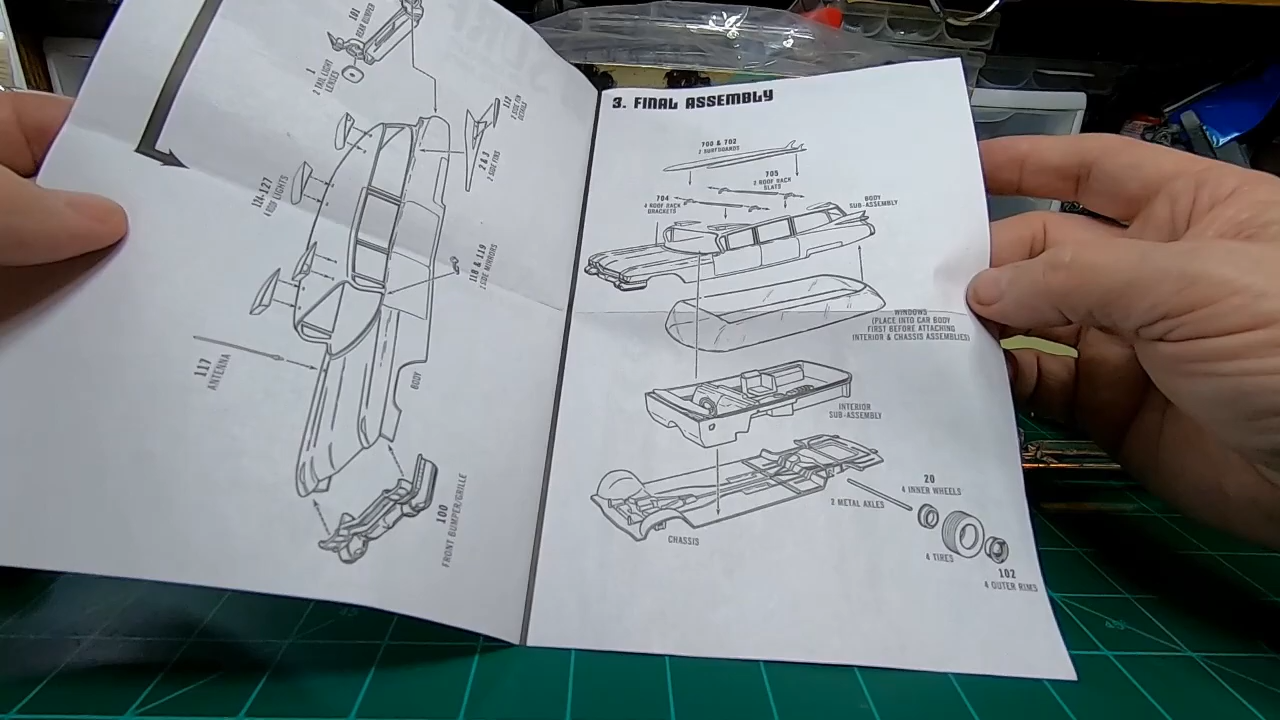 101
REAR BUMPER
1
2 TAIL LIGHT
LENSES
112
2 & 3
2 SIDE FINS
124-127
4 ROOF LIGHTS
118 & 119
2 SIDE MIRRORS
117
ANTENNA
BODY
100
FRONT BUMPER/GRILLE
3. FINAL ASSEMBLY
700 & 702
2 SURFBOARDS
705
2 ROOF RACK
SLATS
704
4 ROOF RACK
BRACKETS
BODY
SUB-ASSEMBLY
WINDOWS
(PLACE INTO CAR BODY
FIRST BEFORE ATTACHING
INTERIOR & CHASSIS ASSEMBLIES)
INTERIOR
SUB-ASSEMBLY
20
4 INNER WHEELS
2 METAL AXLES
CHASSIS
4 TIRES
102
4 OUTER RIMS